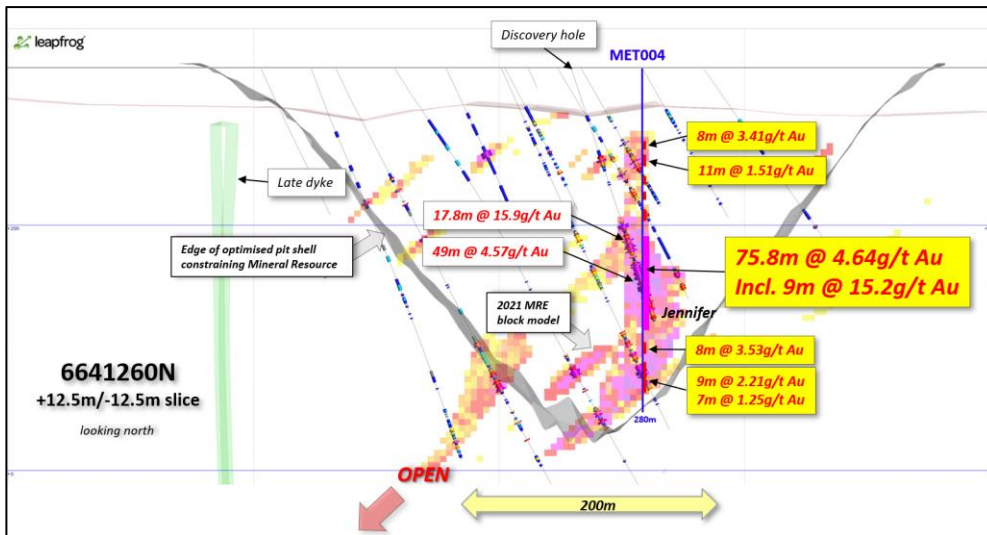 leapfrog
Discovery hole
MET004
8m @ 3.41g/t Au
11m @ 1.51g/t Au
Late dyke
17.8m @ 15.9g/t Au
Edge of optimised pit shell
constraining Mineral Resource
49m @ 4.57g/t Au
75.8m @ 4.64g/t Au
Incl. 9m @ 15.2g/t Au
2021 MRE
block model
Jennifer
8m @ 3.53g/t Au
6641260N
+12.5m/-12.5m slice
looking north
9m @ 2.21g/t Au
7m @ 1.25g/t Au
280m
OPEN
200m